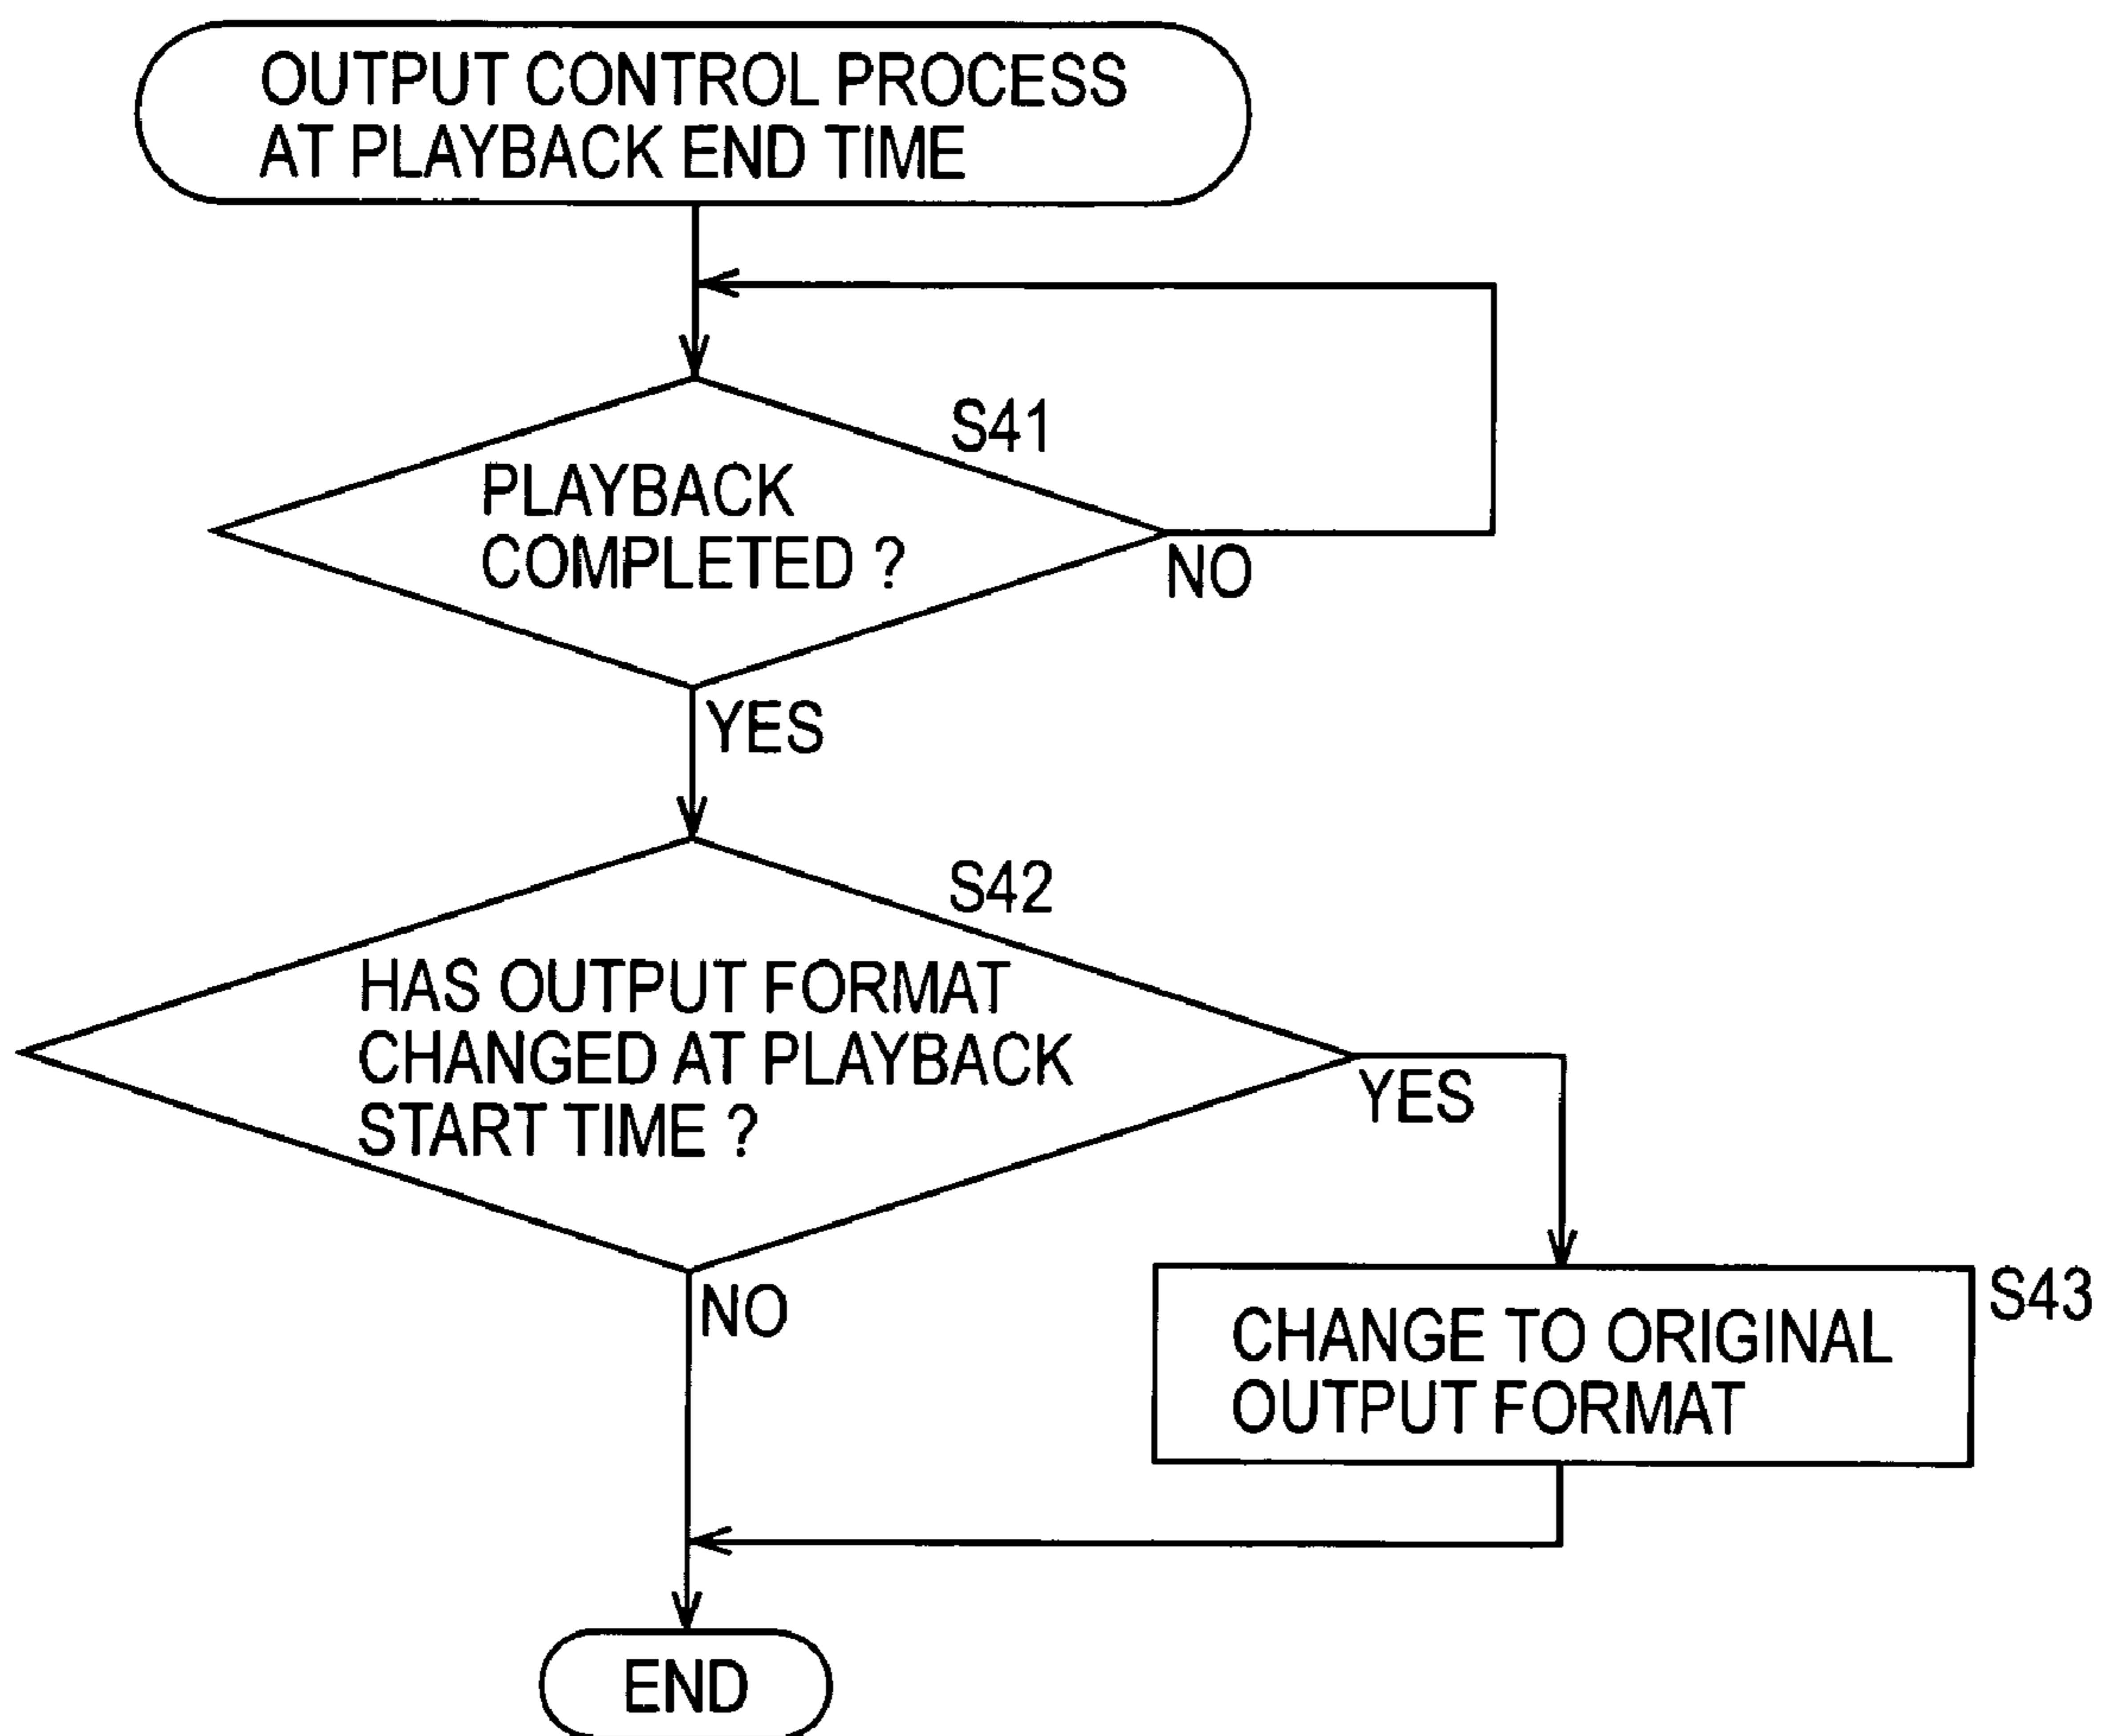 OUTPUT CONTROL PROCESS
AT PLAYBACK END TIME
S41
PLAYBACK
COMPLETED ?
NO
YES
S42
HAS OUTPUT FORMAT
CHANGED AT PLAYBACK
START TIME ?
YES
NO
S43
CHANGE TO ORIGINAL
OUTPUT FORMAT
END